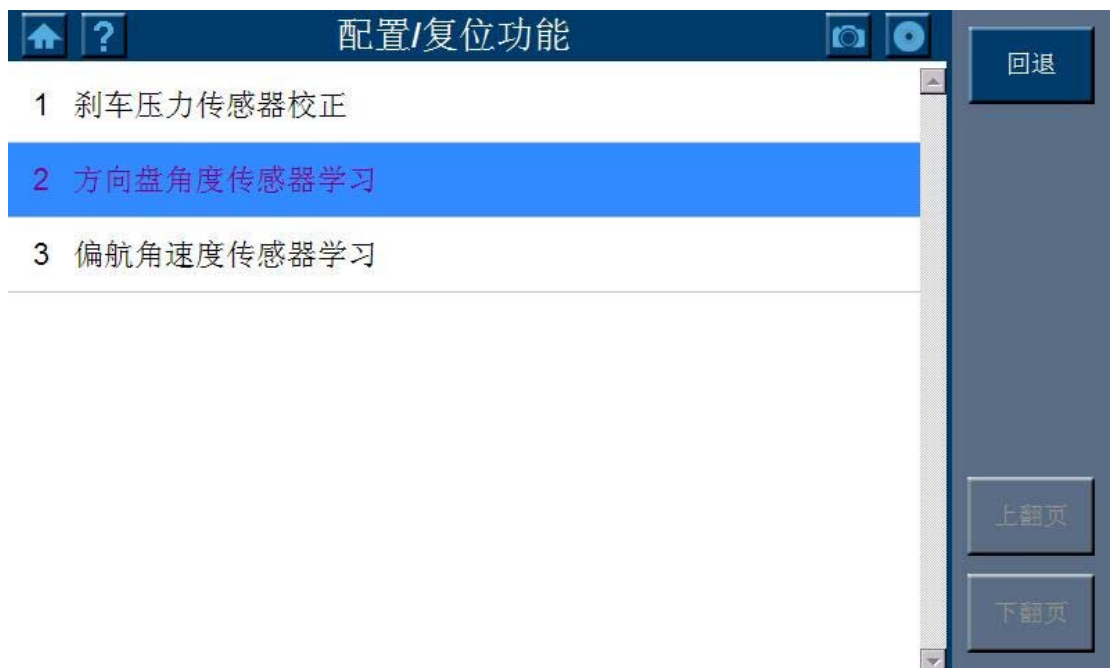 ?
配置/复位功能
回退
1 刹车压力传感器校正
2 方向盘角度传感器学习
3 偏航角速度传感器学习
上翻页
下翻页